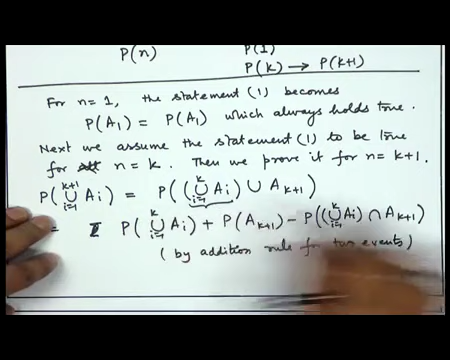 P(n) P(1)
P(k) → P(k+1)
For n=1, the statement (1) becomes
P(A₁) = P(A₁) which always holds true.
Next we assume the statement (1) to be true
for n = k. Then we prove it for n = k+1.
P(⋃_{i=1}^{k+1} Aᵢ) = P((⋃_{i=1}^{k} Aᵢ) ∪ A_{k+1})
= P(⋃_{i=1}^{k} Aᵢ) + P(A_{k+1}) − P((⋃_{i=1}^{k} Aᵢ) ∩ A_{k+1})
(by addition rule for two events)